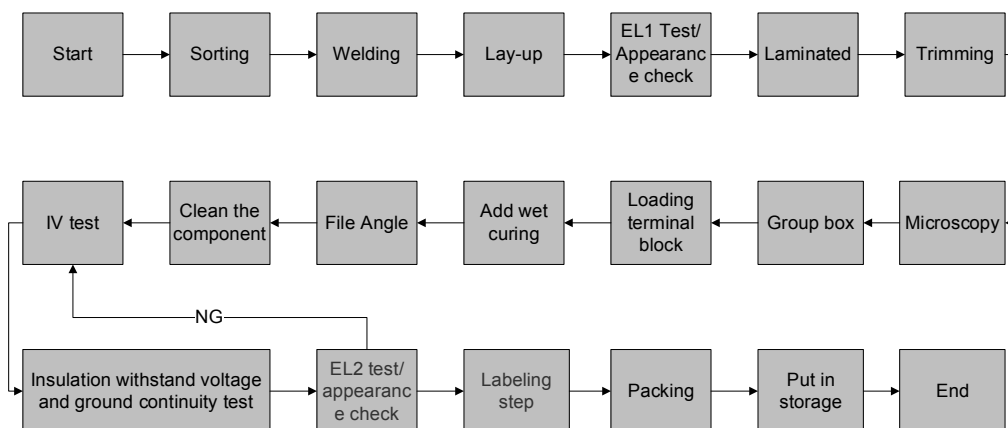 Start
Sorting
Welding
Lay-up
EL1 Test/
Appearanc
e check
Laminated
Trimming
IV test
Clean the
component
File Angle
Add wet
curing
Loading
terminal
block
Group box
Microscopy
NG
Insulation withstand voltage
and ground continuity test
EL2 test/
appearanc
e check
Labeling
step
Packing
Put in
storage
End